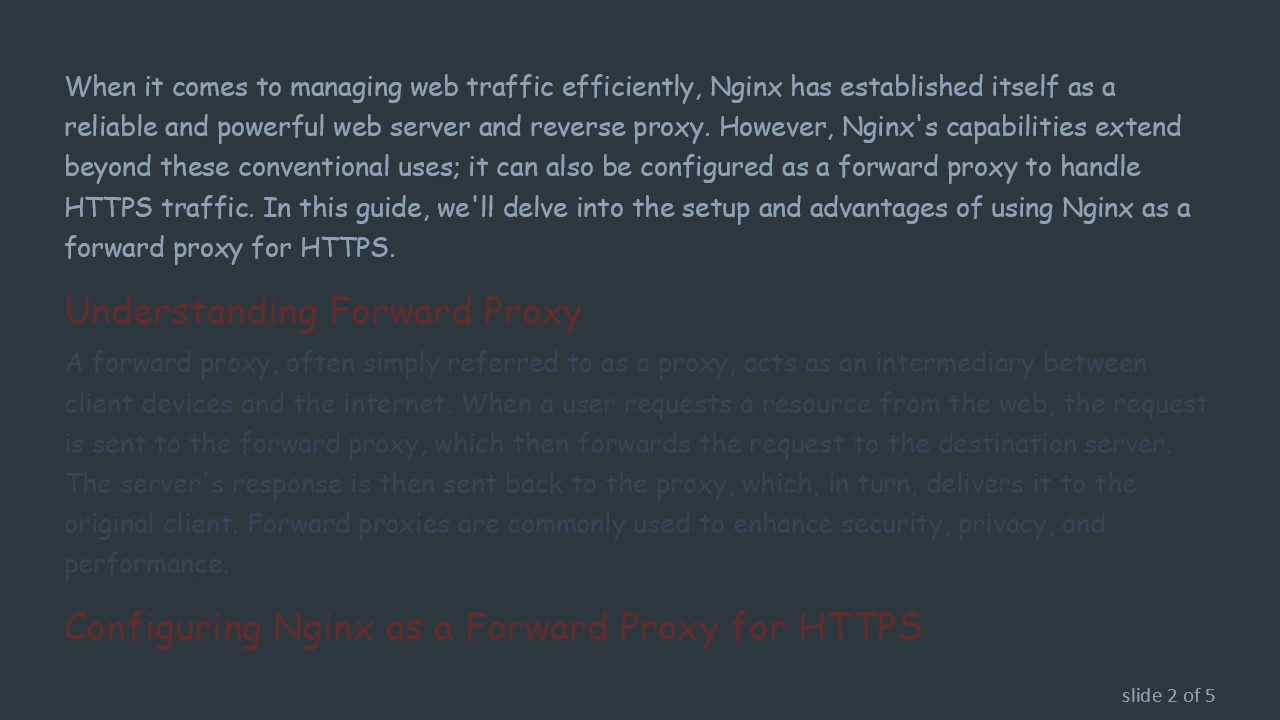 When it comes to managing web traffic efficiently, Nginx has established itself as a
reliable and powerful web server and reverse proxy. However, Nginx's capabilities extend
beyond these conventional uses; it can also be configured as a forward proxy to handle
HTTPS traffic. In this guide, we'll delve into the setup and advantages of using Nginx as a
forward proxy for HTTPS.
Understanding Forward Proxy
A forward proxy, often simply referred to as a proxy, acts as an intermediary between
client devices and the internet. When a user requests a resource from the web, the request
is sent to the forward proxy, which then forwards the request to the destination server.
The server's response is then sent back to the proxy, which, in turn, delivers it to the
original client. Forward proxies are commonly used to enhance security, privacy, and
performance.
Configuring Nginx as a Forward Proxy for HTTPS
slide 2 of 5